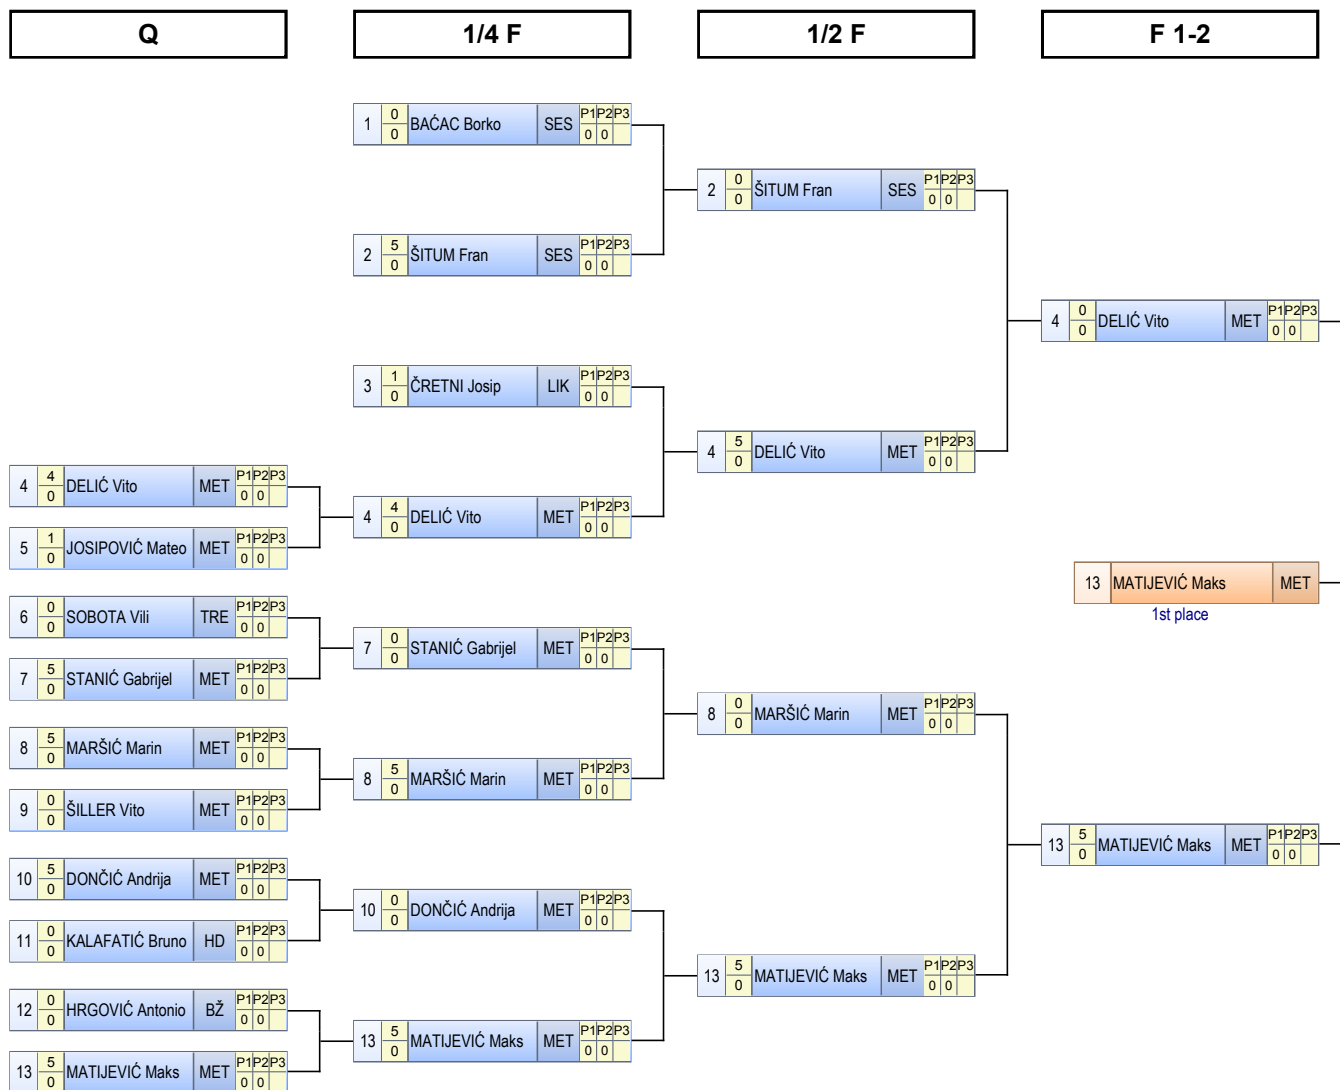 Q
1/4 F
1/2 F
F 1-2
1 0 BAĆAC Borko SES P1 P2 P3
0 0 0
2 0 ŠITUM Fran SES P1 P2 P3
0 0 0
2 5 ŠITUM Fran SES P1 P2 P3
0 0 0
4 0 DELIĆ Vito MET P1 P2 P3
0 0 0
3 1 ČRETNI Josip LIK P1 P2 P3
0 0 0
4 5 DELIĆ Vito MET P1 P2 P3
0 0 0
4 4 DELIĆ Vito MET P1 P2 P3
0 0 0
4 4 DELIĆ Vito MET P1 P2 P3
0 0 0
5 1 JOSIPOVIĆ Mateo MET P1 P2 P3
0 0 0
13 MATIJEVIĆ Maks MET
1st place
6 0 SOBOTA Vili TRE P1 P2 P3
0 0 0
7 0 STANIĆ Gabrijel MET P1 P2 P3
0 0 0
7 5 STANIĆ Gabrijel MET P1 P2 P3
0 0 0
8 0 MARŠIĆ Marin MET P1 P2 P3
0 0 0
8 5 MARŠIĆ Marin MET P1 P2 P3
0 0 0
8 5 MARŠIĆ Marin MET P1 P2 P3
0 0 0
9 0 ŠILLER Vito MET P1 P2 P3
0 0 0
13 5 MATIJEVIĆ Maks MET P1 P2 P3
0 0 0
10 5 DONČIĆ Andrija MET P1 P2 P3
0 0 0
10 0 DONČIĆ Andrija MET P1 P2 P3
0 0 0
11 0 KALAFATIĆ Bruno HD P1 P2 P3
0 0 0
13 5 MATIJEVIĆ Maks MET P1 P2 P3
0 0 0
12 0 HRGOVIĆ Antonio BŽ P1 P2 P3
0 0 0
13 5 MATIJEVIĆ Maks MET P1 P2 P3
0 0 0
13 5 MATIJEVIĆ Maks MET P1 P2 P3
0 0 0